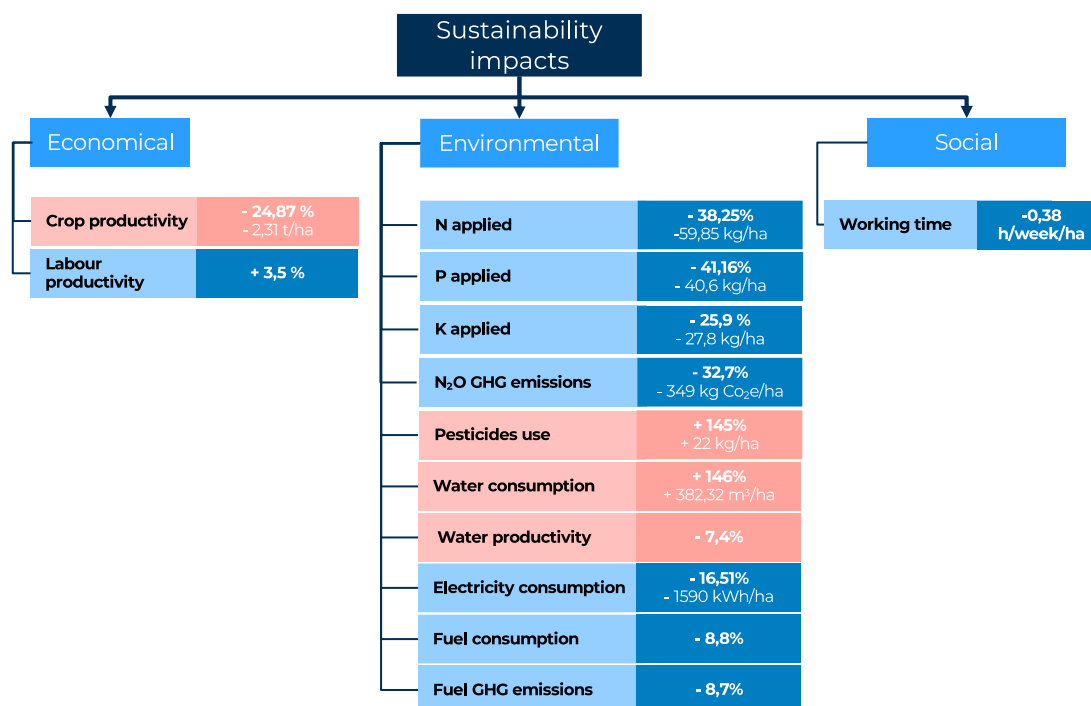 Sustainability
impacts
Economical
Crop productivity
- 24,87 %
- 2,31 t/ha
Labour
productivity
+ 3,5 %
Environmental
N applied
- 38,25%
-59,85 kg/ha
P applied
- 41,16%
- 40,6 kg/ha
K applied
- 25,9 %
- 27,8 kg/ha
N₂O GHG emissions
- 32,7%
- 349 kg Co₂e/ha
Pesticides use
+ 145%
+ 22 kg/ha
Water consumption
+ 146%
+ 382,32 m³/ha
Water productivity
- 7,4%
Electricity consumption
- 16,51%
- 1590 kWh/ha
Fuel consumption
- 8,8%
Fuel GHG emissions
- 8,7%
Social
Working time
-0,38
h/week/ha